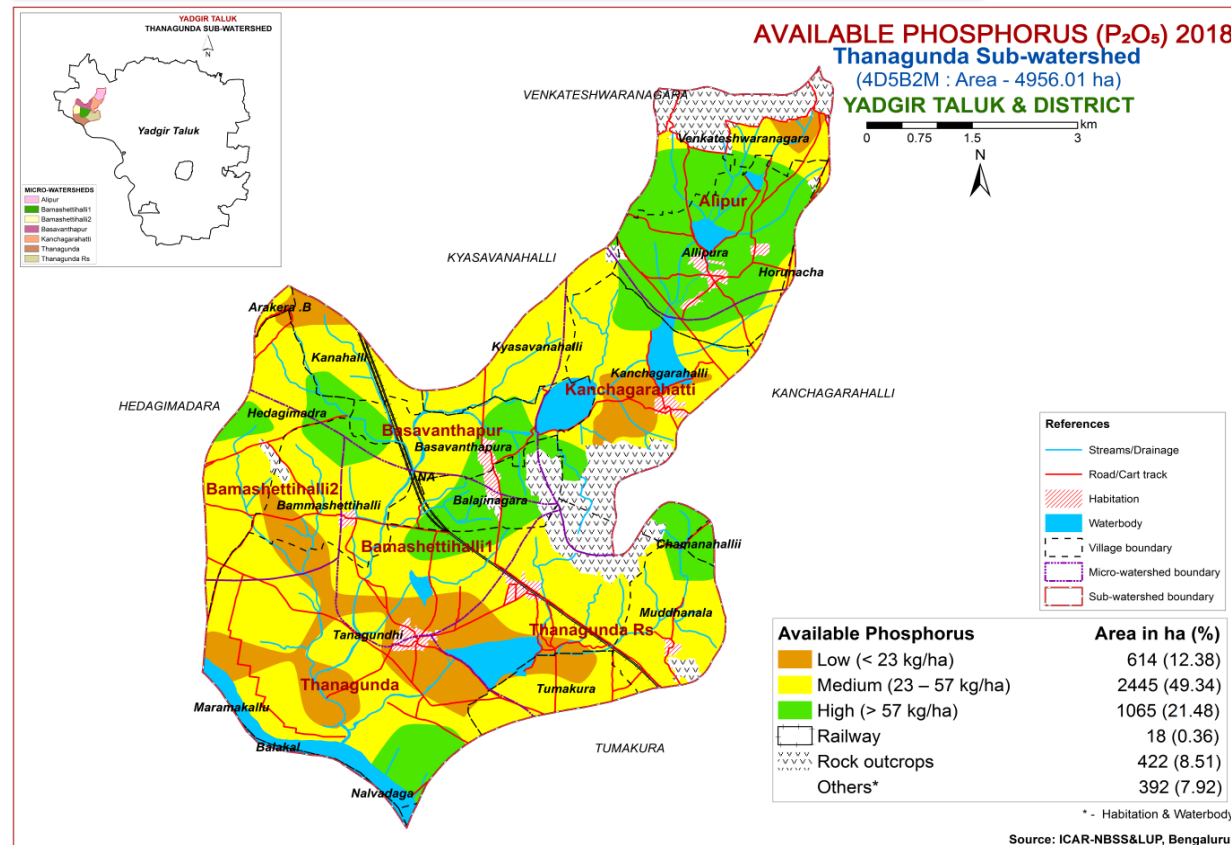 YADGIR TALUK
THANAGUNDA SUB-WATERSHED
N
Yadgir Taluk
MICRO-WATERSHEDS
Alipur
Bamashettihalli1
Bamashettihalli2
Basavanthapur
Kanchagarahatti
Thanagunda
Thanagunda Rs
AVAILABLE PHOSPHORUS (P₂O₅) 2018
Thanagunda Sub-watershed
(4D5B2M : Area - 4956.01 ha)
YADGIR TALUK & DISTRICT
km
0 0.75 1.5 3
N
VENKATESHWARANAGARA
Venkateshwaranagara
Alipur
Allipura
Horunacha
KYASAVANAHALLI
Arakera .B
Kanahalli
Kyasavanahalli
Kanchagarahalli
Kanchagarahatti
KANCHAGARAHALLI
HEDAGIMADARA
Hedagimadra
Basavanthapur
Basavanthapura
NA
Bamashettihalli2
Bammashettihalli
Balajinagara
Bamashettihalli1
Chamanahallii
Muddhanala
Tanagundhi
Thanagunda Rs
Thanagunda
Tumakura
Maramakallu
Balakal
TUMAKURA
Nalvadaga
References
Streams/Drainage
Road/Cart track
Habitation
Waterbody
Village boundary
Micro-watershed boundary
Sub-watershed boundary
Available Phosphorus Area in ha (%)
Low (< 23 kg/ha) 614 (12.38)
Medium (23 – 57 kg/ha) 2445 (49.34)
High (> 57 kg/ha) 1065 (21.48)
Railway 18 (0.36)
Rock outcrops 422 (8.51)
Others* 392 (7.92)
* - Habitation & Waterbody
Source: ICAR-NBSS&LUP, Bengaluru